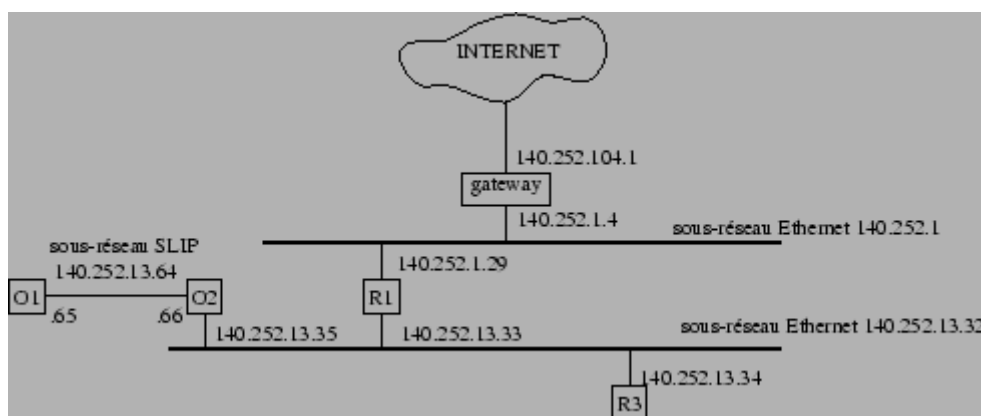 INTERNET
140.252.104.1
gateway
140.252.1.4
sous-réseau Ethernet 140.252.1
sous-réseau SLIP
140.252.13.64
140.252.1.29
O1
O2
R1
.65
.66
140.252.13.35
140.252.13.33
sous-réseau Ethernet 140.252.13.32
140.252.13.34
R3